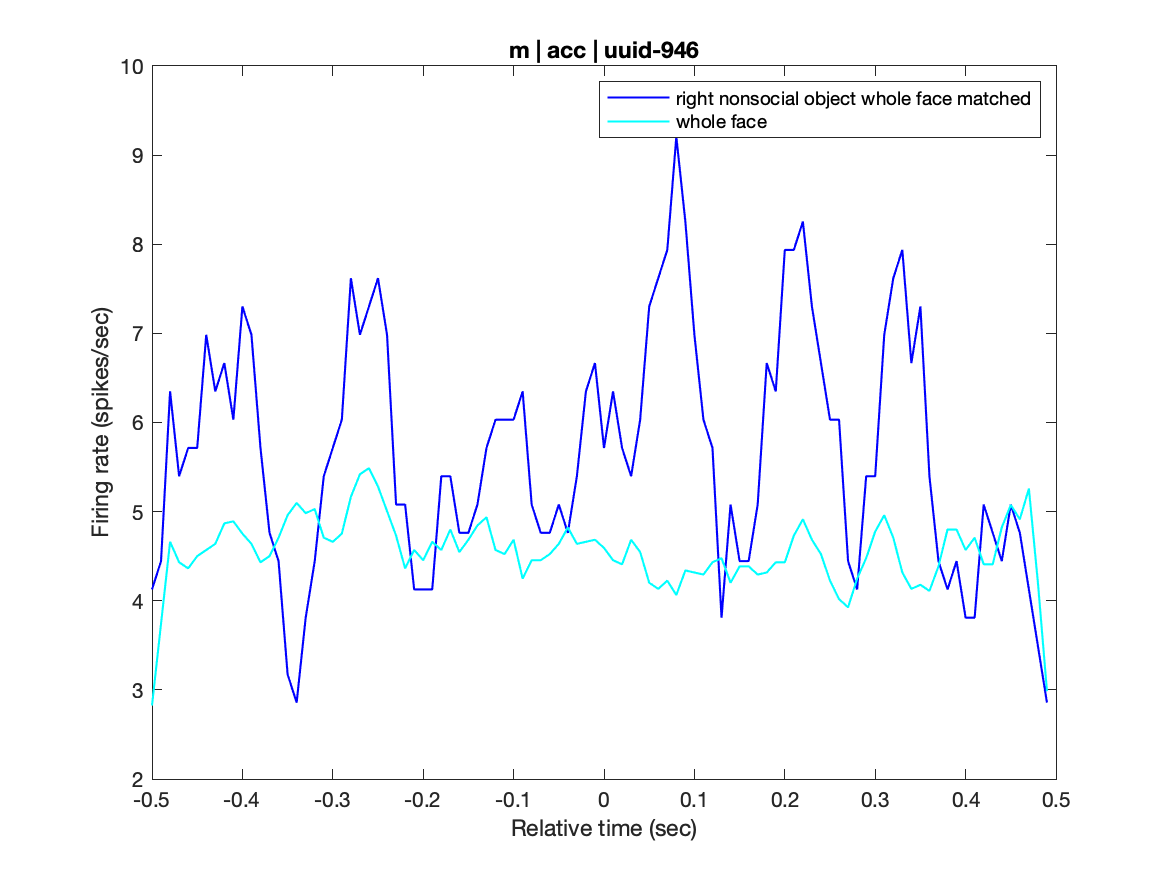 m | acc | uuid-946
right nonsocial object whole face matched
whole face
Firing rate (spikes/sec)
10
9
8
7
6
5
4
3
2
-0.5 -0.4 -0.3 -0.2 -0.1 0 0.1 0.2 0.3 0.4 0.5
Relative time (sec)